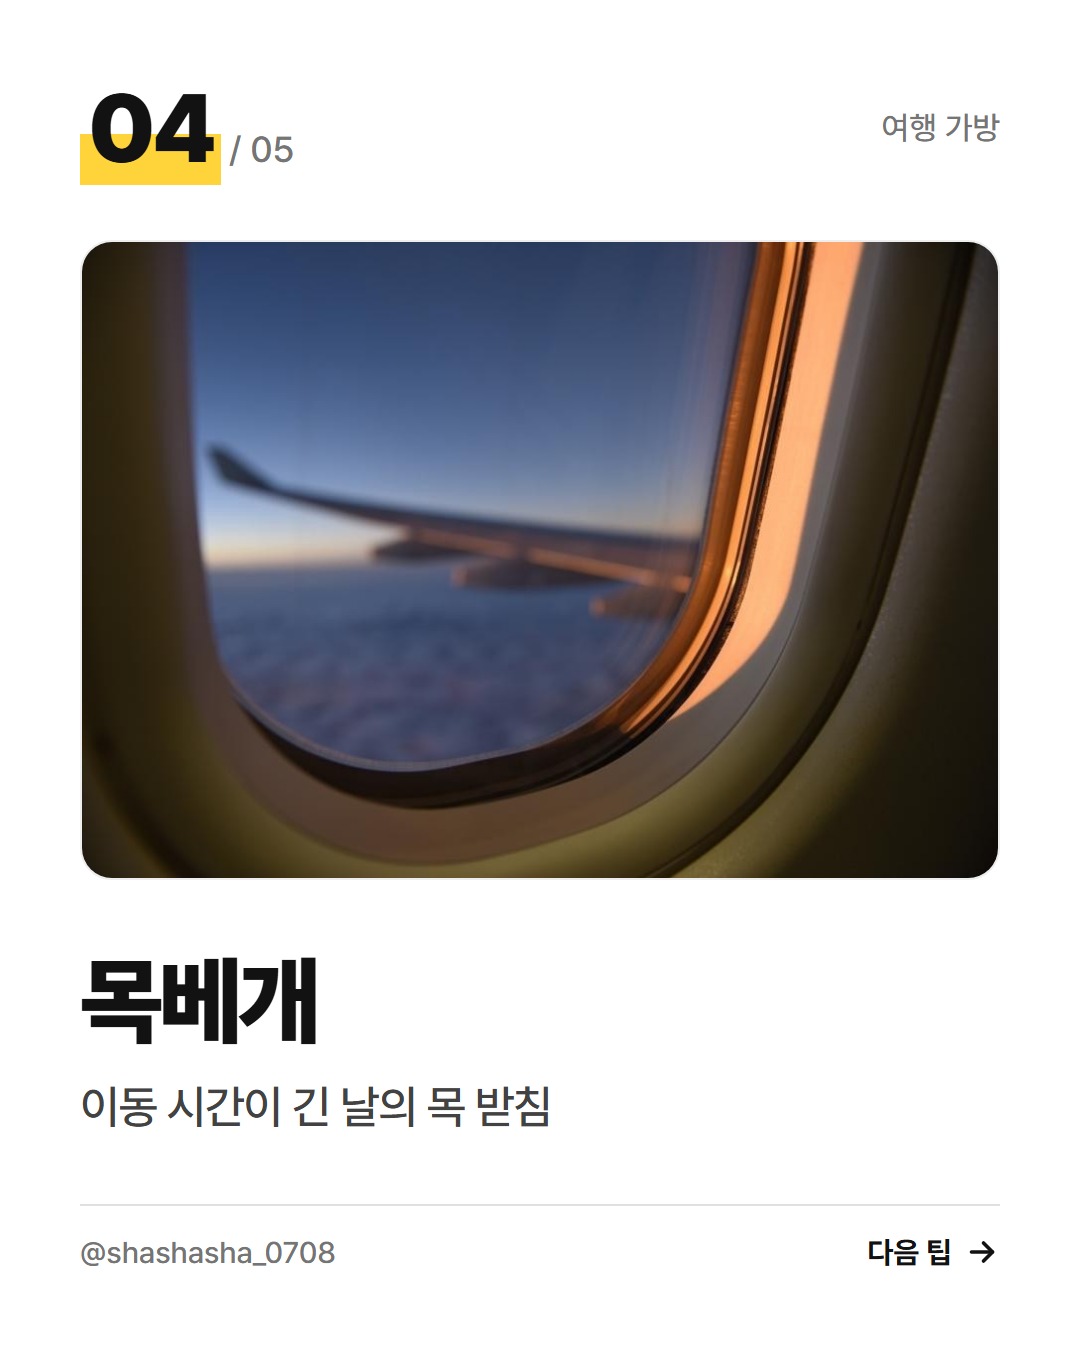 04 / 05
여행 가방
목베개
이동 시간이 긴 날의 목 받침
@shashasha_0708
다음 팁 →